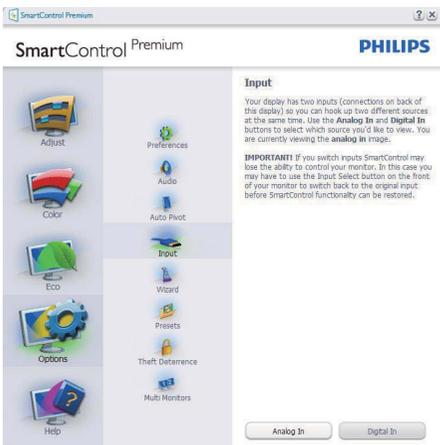 SmartControl Premium
SmartControl Premium
PHILIPS
Adjust
Color
Eco
Options
Help
Preferences
Audio
Auto Pivot
Input
Wizard
Presets
Theft Deterrence
Multi Monitors
Input
Your display has two inputs (connections on back of
this display) so you can hook up two different sources
at the same time. Use the Analog In and Digital In
buttons to select which source you'd like to view. You
are currently viewing the analog in image.
IMPORTANT! If you switch inputs SmartControl may
lose the ability to control your monitor. In this case you
may have to use the Input Select button on the front
of your monitor to switch back to the original input
before SmartControl functionality can be restored.
Analog In
Digital In